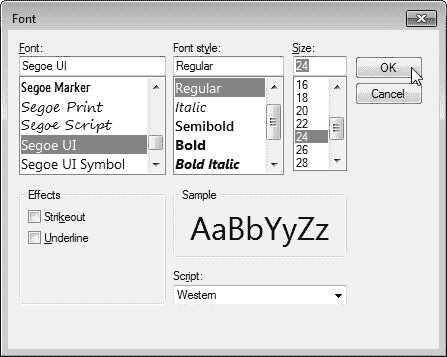 Font
Font: Font style: Size:
Segoe UI Regular 24 OK
Segoe Marker Regular 16 Cancel
Segoe Print Italic 18
Segoe Script Semibold 20
Segoe UI Bold 22
Segoe UI Symbol Bold Italic 24
26
28
Effects Sample
Strikeout AaBbYyZz
Underline
Script:
Western